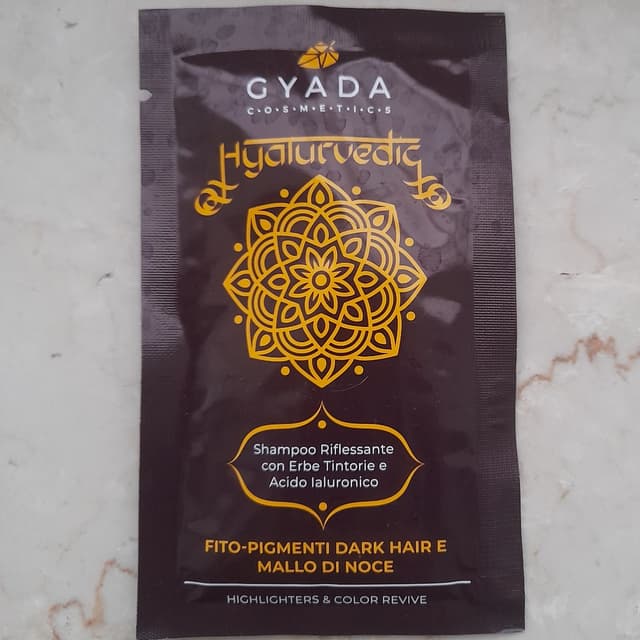 GYADA
COSMETICS
Hyalurvedic
Shampoo Riflessante
con Erbe Tintorie e
Acido Ialuronico
FITO-PIGMENTI DARK HAIR E
MALLO DI NOCE
HIGHLIGHTERS & COLOR REVIVE